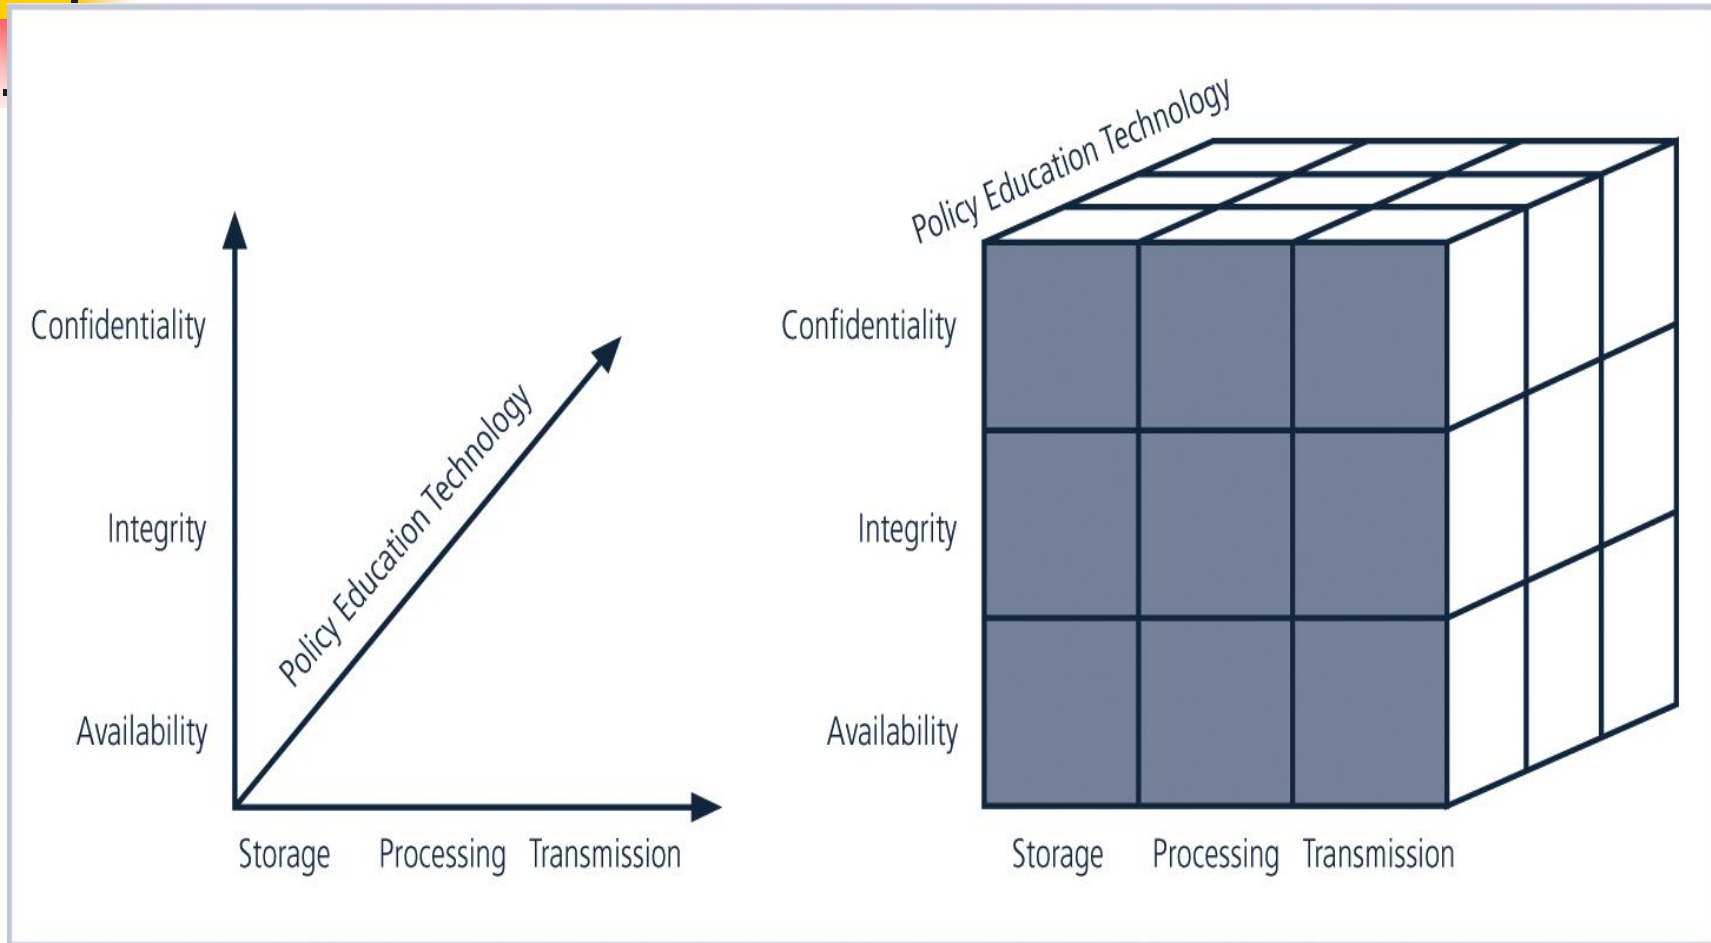 Confidentiality
Integrity
Availability
Policy Education Technology
Storage Processing Transmission
Policy Education Technology
Confidentiality
Integrity
Availability
Storage Processing Transmission